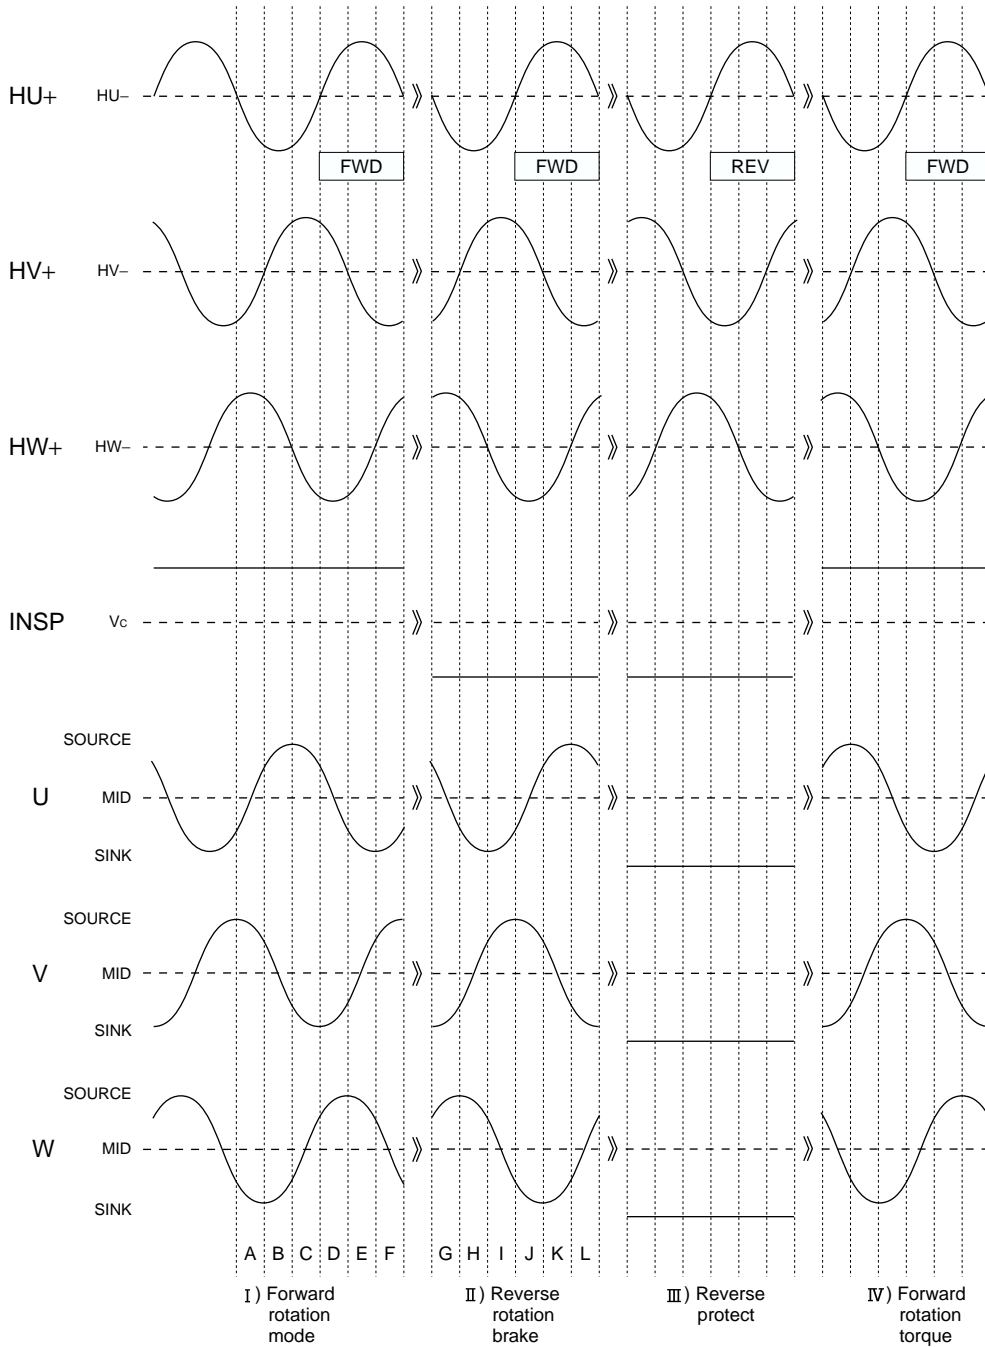 HU+ HU–
FWD FWD REV FWD
HV+ HV–
HW+ HW–
INSP Vc
SOURCE
U MID
SINK
SOURCE
V MID
SINK
SOURCE
W MID
SINK
A B C D E F G H I J K L
Ⅰ) Forward rotation mode
Ⅱ) Reverse rotation brake
Ⅲ) Reverse protect
Ⅳ) Forward rotation torque